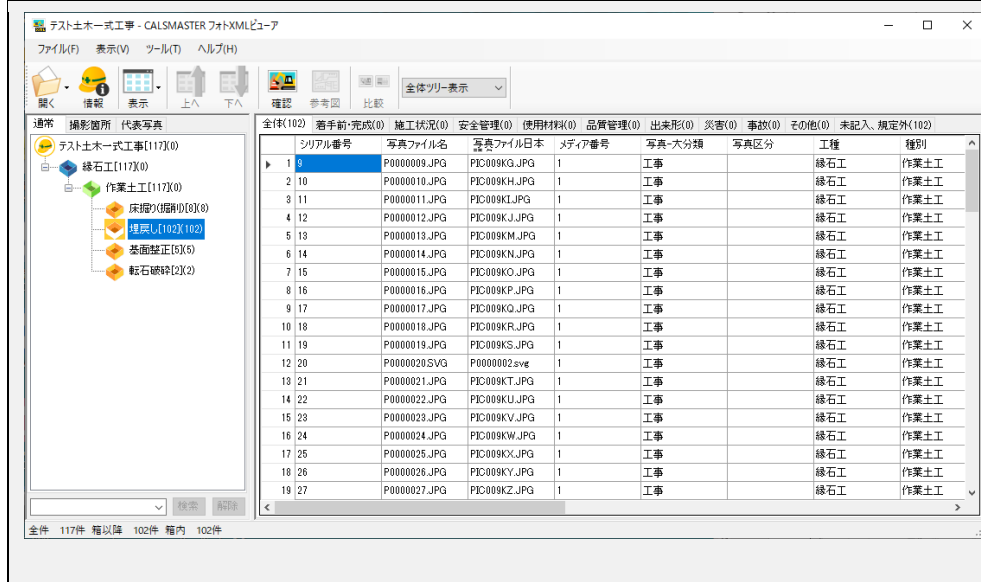 テスト土木一式工事 - CALSMASTER フォトXMLビューア
ファイル(F) 表示(V) ツール(T) ヘルプ(H)
開く 情報 表示 上へ 下へ 確認 参考図 比較 全体ツリー表示
通常 撮影箇所 代表写真
テスト土木一式工事[117](0)
縁石工[117](0)
作業土工[117](0)
床掘り(掘削)[8](8)
埋戻し[102](102)
基面整正[5](5)
転石破砕[2](2)
検索 解除
全体(102) 着手前・完成(0) 施工状況(0) 安全管理(0) 使用材料(0) 品質管理(0) 出来形(0) 災害(0) 事故(0) その他(0) 未記入、規定外(102)
シリアル番号 写真ファイル名 写真ファイル日本 メディア番号 写真-大分類 写真区分 工種 種別
1 9 P0000009.JPG PIC009KG.JPG 1 工事 縁石工 作業土工
2 10 P0000010.JPG PIC009KH.JPG 1 工事 縁石工 作業土工
3 11 P0000011.JPG PIC009KI.JPG 1 工事 縁石工 作業土工
4 12 P0000012.JPG PIC009KJ.JPG 1 工事 縁石工 作業土工
5 13 P0000013.JPG PIC009KM.JPG 1 工事 縁石工 作業土工
6 14 P0000014.JPG PIC009KN.JPG 1 工事 縁石工 作業土工
7 15 P0000015.JPG PIC009KO.JPG 1 工事 縁石工 作業土工
8 16 P0000016.JPG PIC009KP.JPG 1 工事 縁石工 作業土工
9 17 P0000017.JPG PIC009KQ.JPG 1 工事 縁石工 作業土工
10 18 P0000018.JPG PIC009KR.JPG 1 工事 縁石工 作業土工
11 19 P0000019.JPG PIC009KS.JPG 1 工事 縁石工 作業土工
12 20 P0000020.SVG P0000002.svg 1 工事 縁石工 作業土工
13 21 P0000021.JPG PIC009KT.JPG 1 工事 縁石工 作業土工
14 22 P0000022.JPG PIC009KU.JPG 1 工事 縁石工 作業土工
15 23 P0000023.JPG PIC009KV.JPG 1 工事 縁石工 作業土工
16 24 P0000024.JPG PIC009KW.JPG 1 工事 縁石工 作業土工
17 25 P0000025.JPG PIC009KX.JPG 1 工事 縁石工 作業土工
18 26 P0000026.JPG PIC009KY.JPG 1 工事 縁石工 作業土工
19 27 P0000027.JPG PIC009KZ.JPG 1 工事 縁石工 作業土工
全件 117件 箱以降 102件 箱内 102件